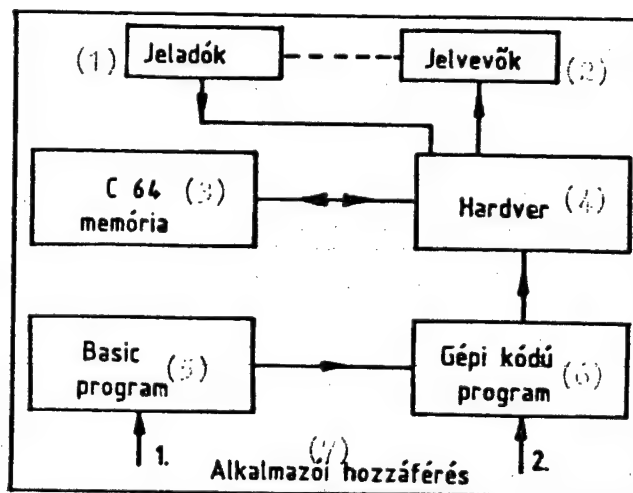 (1) Jeladók
Jelvevők (2)
C 64 (3)
memória
Hardver (4)
Basic
program (5)
Gépi kódú
program (6)
1.
(7)
2.
Alkalmazói hozzáférés